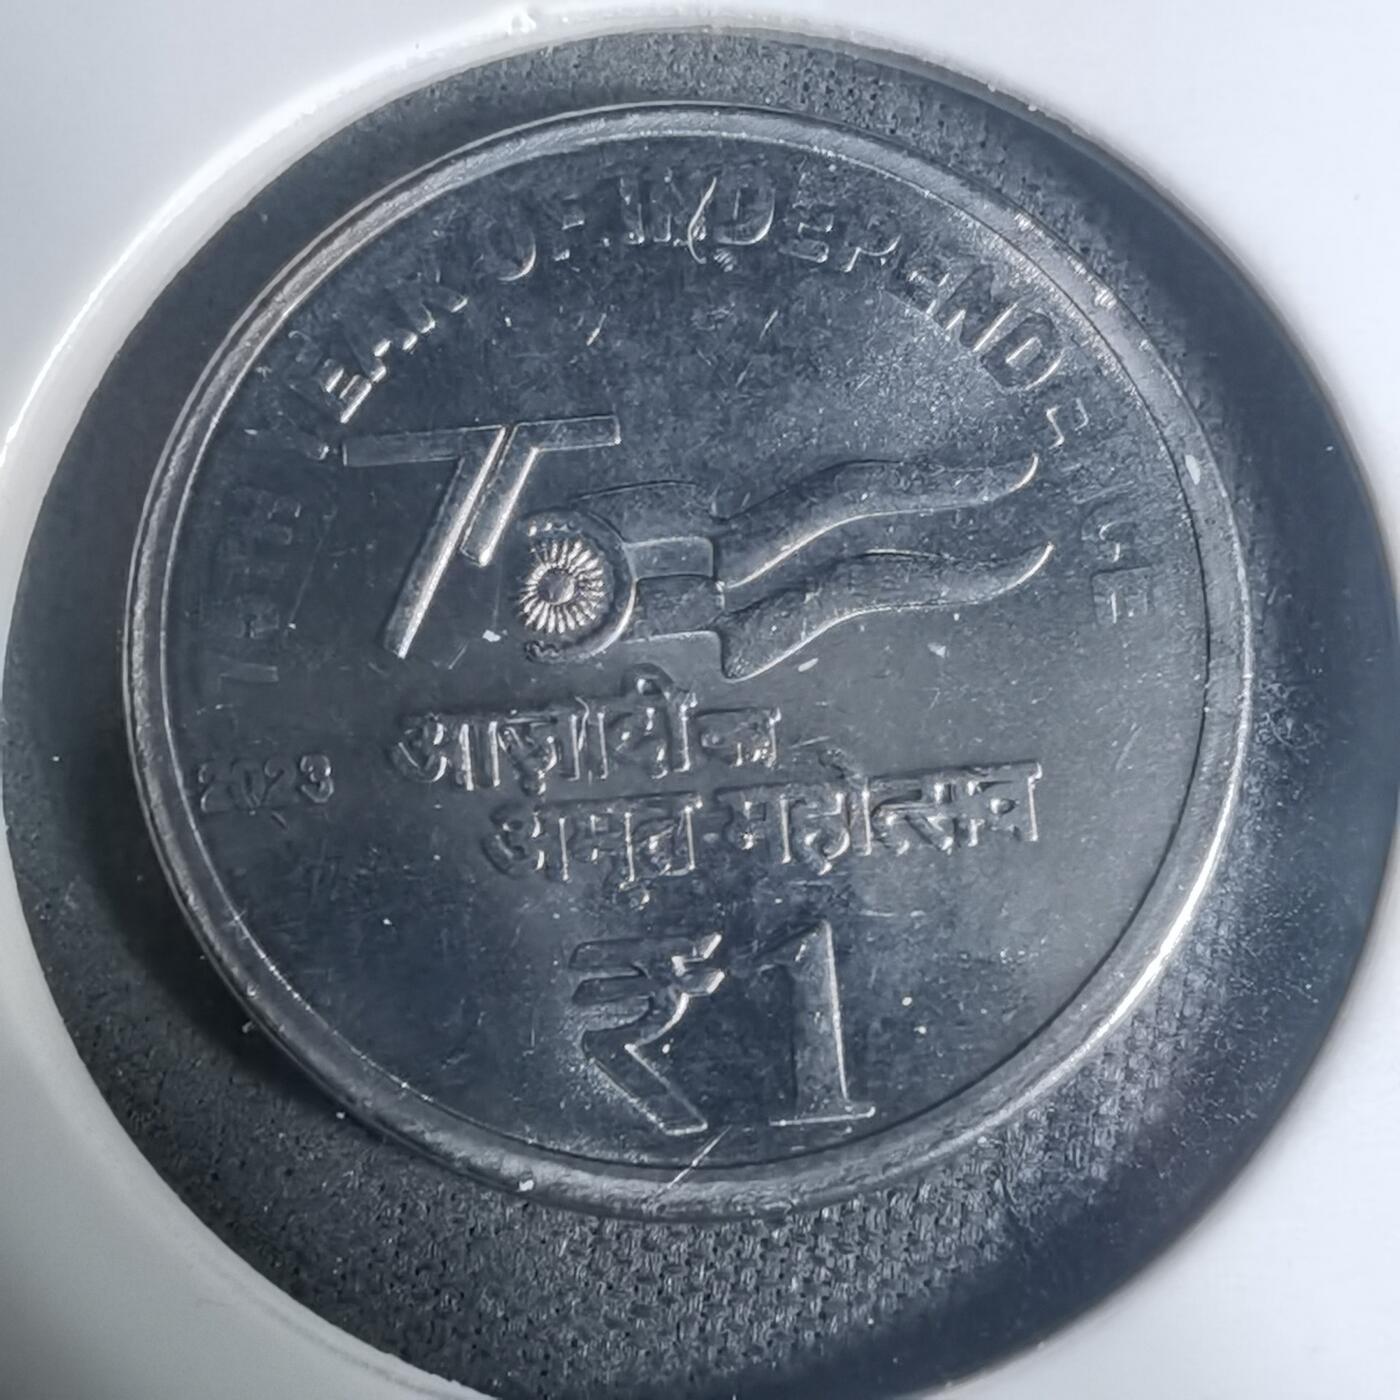 75TH YEAR OF INDEPENDENCE
75
आज़ादी का
अमृत महोत्सव
2023
₹1